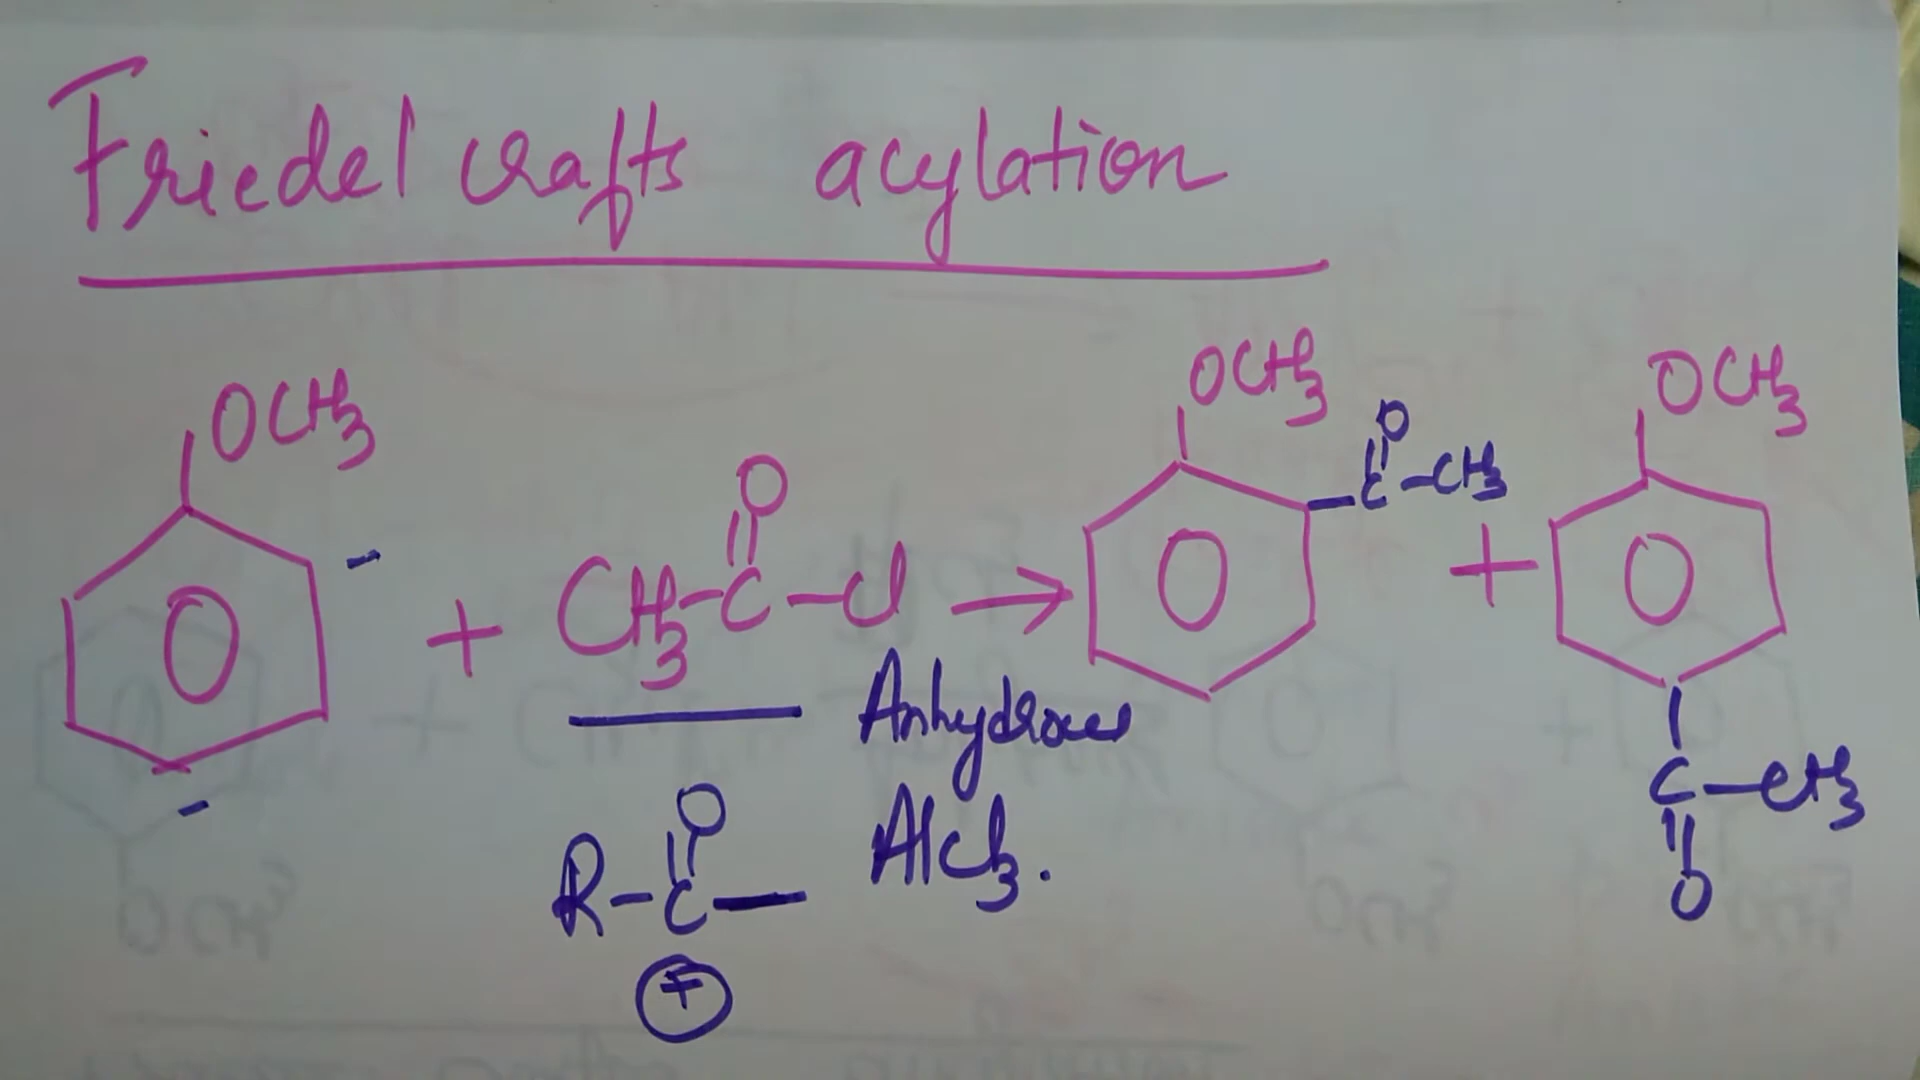 Friedel crafts acylation
OCH3 OCH3 OCH3
O O
- C-CH3
+ CH3-C-Cl → + 
Anhydrous
- C-CH3
O O
R-C- AlCl3.
+